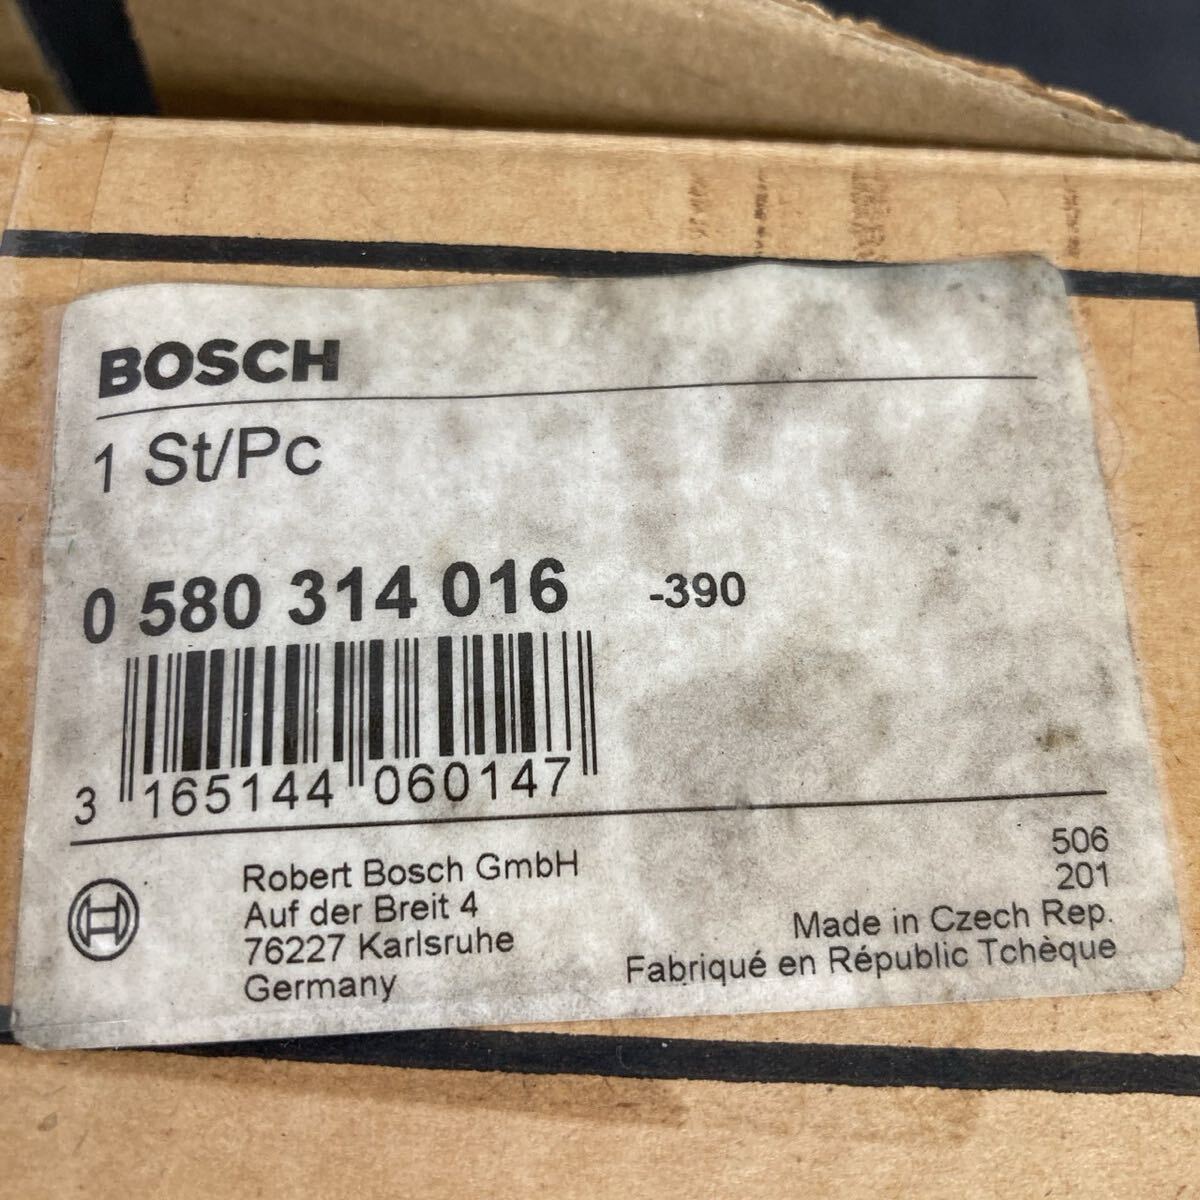 BOSCH
1 St/Pc
0 580 314 016 -390
3 165144 060147
Robert Bosch GmbH
Auf der Breit 4
76227 Karlsruhe
Germany
506
201
Made in Czech Rep.
Fabriqué en Républic Tchèque